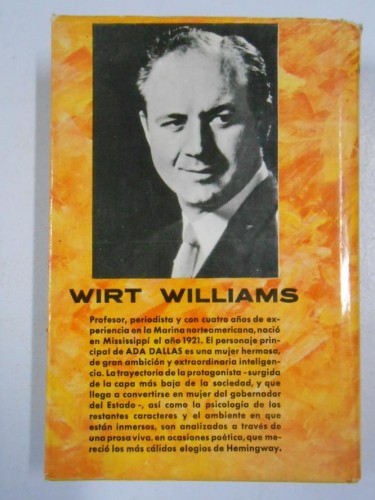 WIRT WILLIAMS
Profesor, periodista y con cuatro años de ex-
periencia en la Marina norteamericana, nació
en Mississippi el año 1921. El personaje prin-
cipal de ADA DALLAS es una mujer hermosa,
de gran ambición y extraordinaria inteligen-
cia. La trayectoria de la protagonista -surgida
de la capa más baja de la sociedad, y que
llega a convertirse en mujer del gobernador
del Estado-, así como la psicología de los
restantes caracteres y el ambiente en que
están inmersos, son analizados a través de
una prosa viva, en ocasiones poética, que me-
reció los más cálidos elogios de Hemingway.